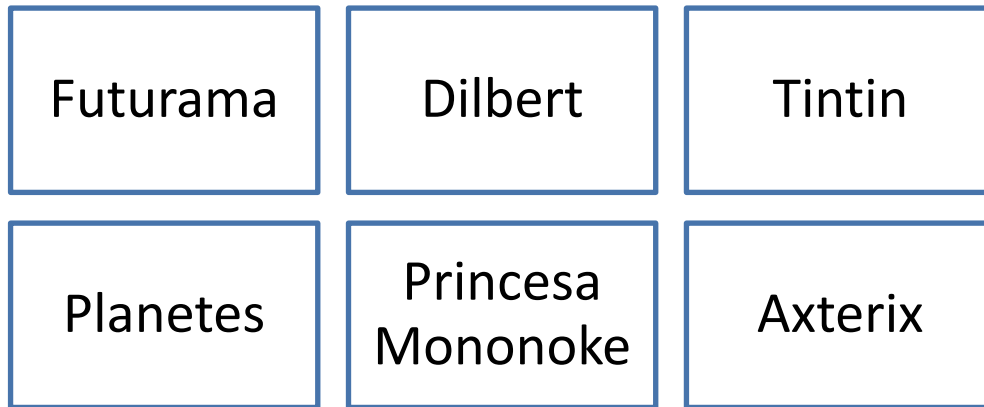 Futurama
Dilbert
Tintin
Planetes
Princesa
Mononoke
Axterix